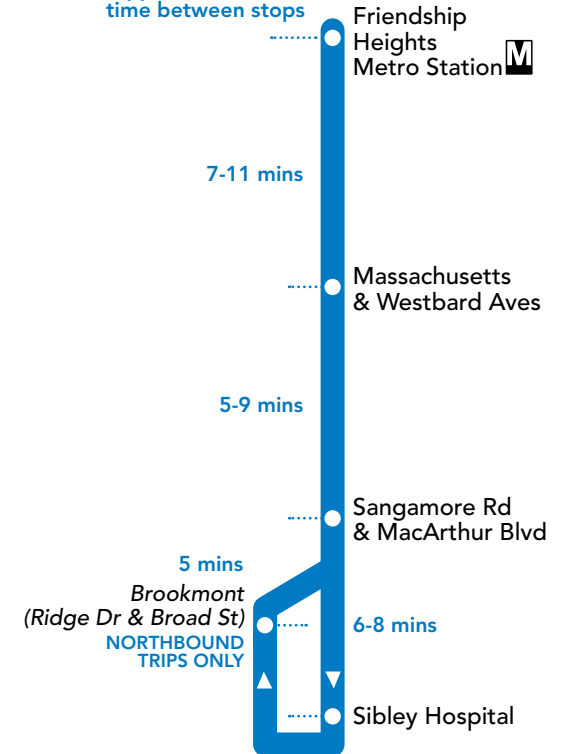 time between stops
Friendship
Heights
Metro Station M
7-11 mins
Massachusetts
& Westbard Aves
5-9 mins
Sangamore Rd
& MacArthur Blvd
5 mins
Brookmont
(Ridge Dr & Broad St)
NORTHBOUND
TRIPS ONLY
6-8 mins
Sibley Hospital